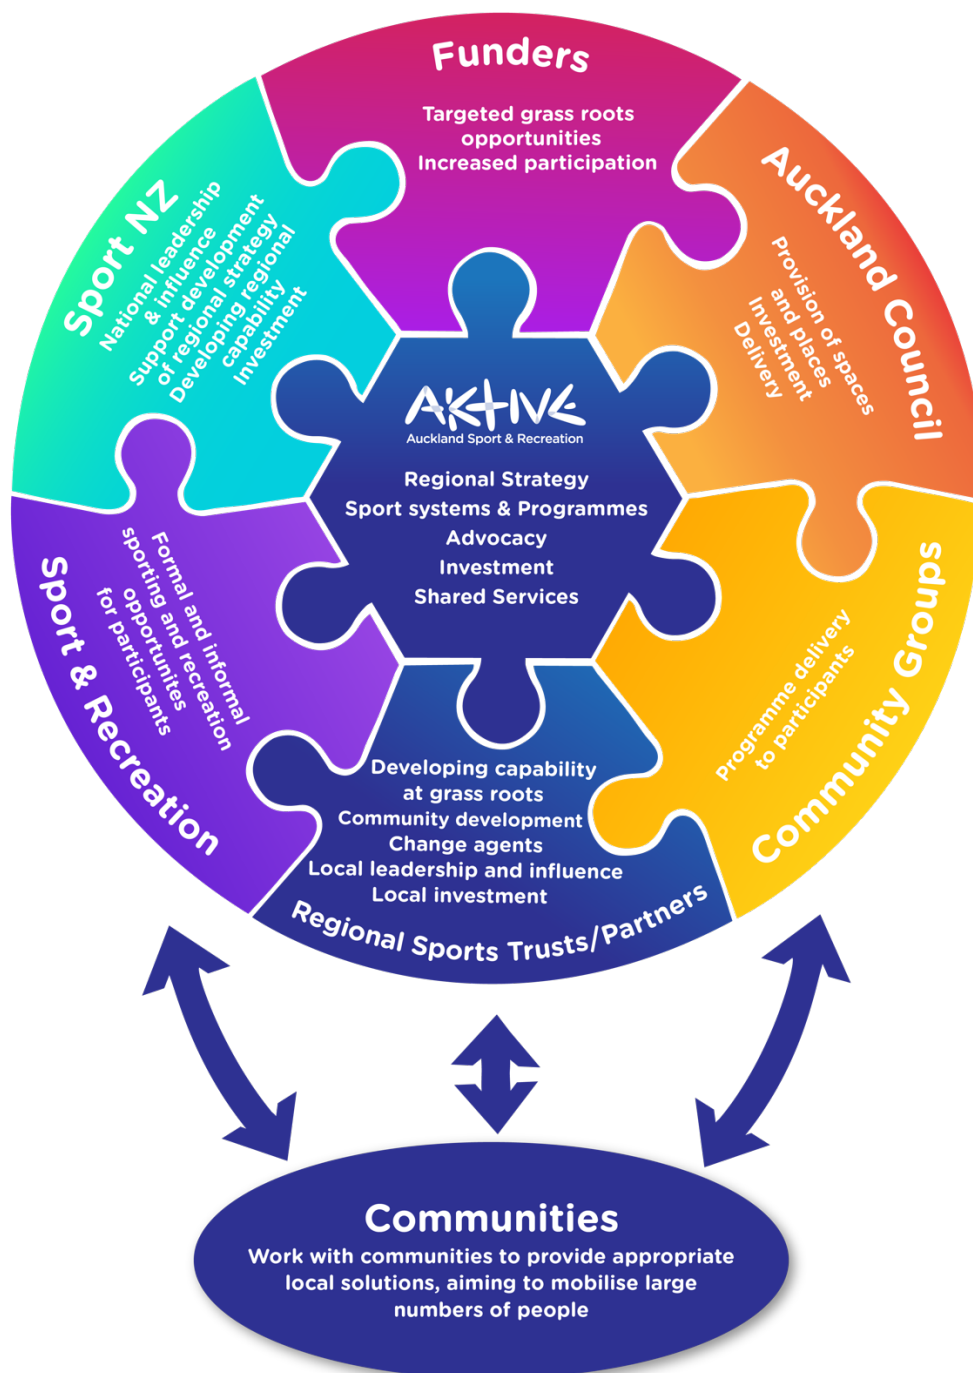 Funders
Targeted grass roots
opportunities
Increased participation
Auckland Council
Provision of spaces
and places
Investment
Delivery
Community Groups
Programme delivery
to participants
Regional Sports Trusts/Partners
Developing capability
at grass roots
Community development
Change agents
Local leadership and influence
Local investment
Sport & Recreation
Formal and informal
sporting and recreation
opportunites
for participants
Sport NZ
National leadership
& influence
Support development
of regional strategy
Developing regional
capability
Investment
AKTIVE
Auckland Sport & Recreation
Regional Strategy
Sport systems & Programmes
Advocacy
Investment
Shared Services
Communities
Work with communities to provide appropriate
local solutions, aiming to mobilise large
numbers of people